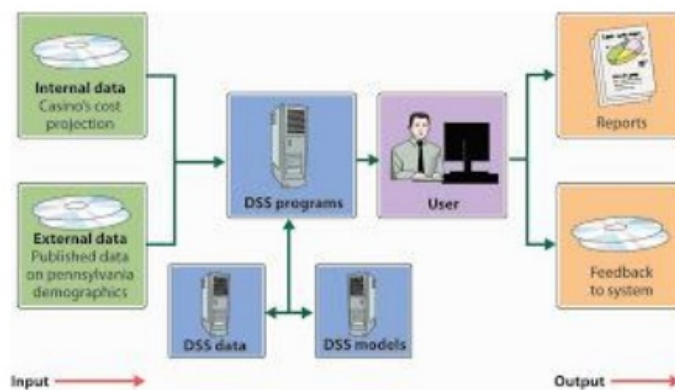 Internal data
Casino's cost
projection
External data
Published data
on pennsylvania
demographics
DSS programs
DSS data
DSS models
User
Reports
Feedback
to system
Input
Output